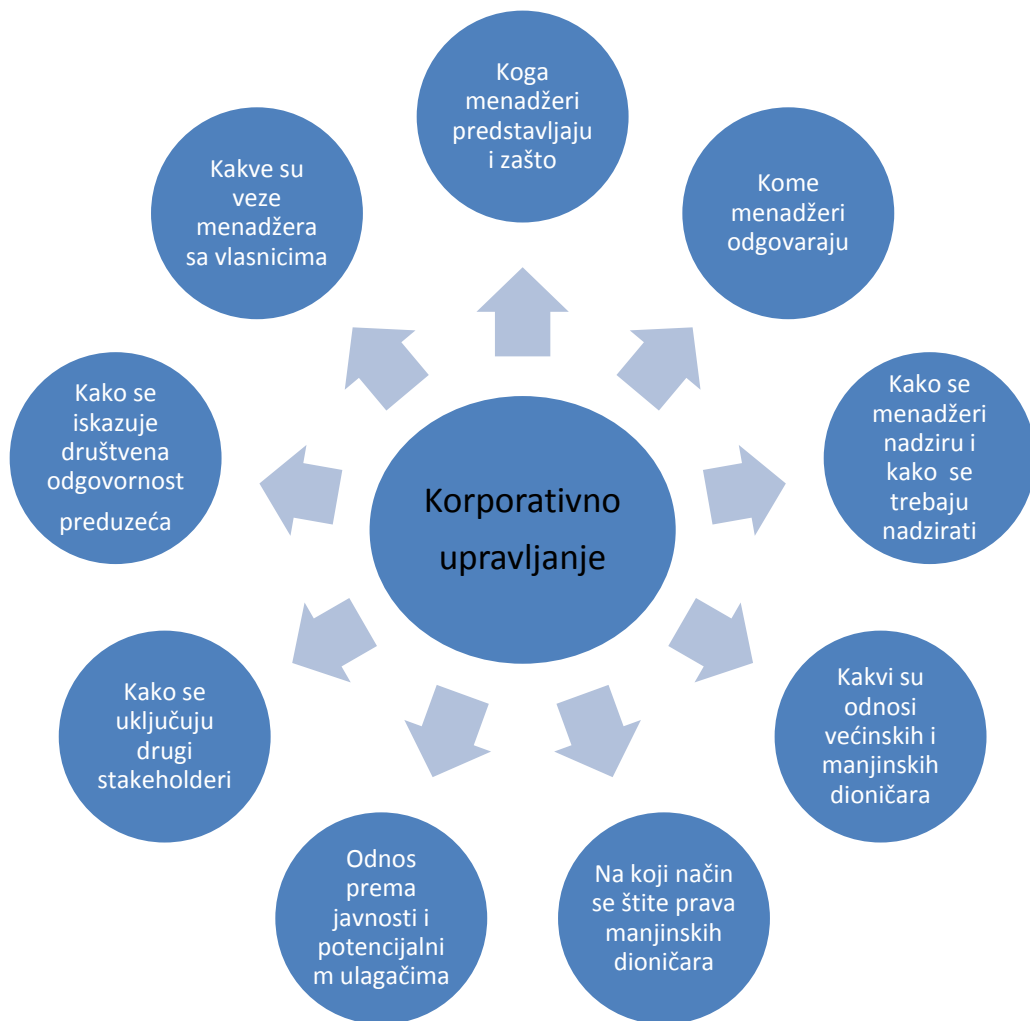 Koga
menadžeri
predstavljaju
i zašto
Kome
menadžeri
odgovaraju
Kako se
menadžeri
nadziru i
kako se
trebaju
nadzirati
Kakvi su
odnosi
većinskih i
manjinskih
dioničara
Na koji način
se štite prava
manjinskih
dioničara
Odnos
prema
javnosti i
potencijalni
m ulagačima
Kako se
uključuju
drugi
stakeholderi
Kako se
iskazuje
društvena
odgovornost
preduzeća
Kakve su
veze
menadžera
sa vlasnicima
Korporativno
upravljanje